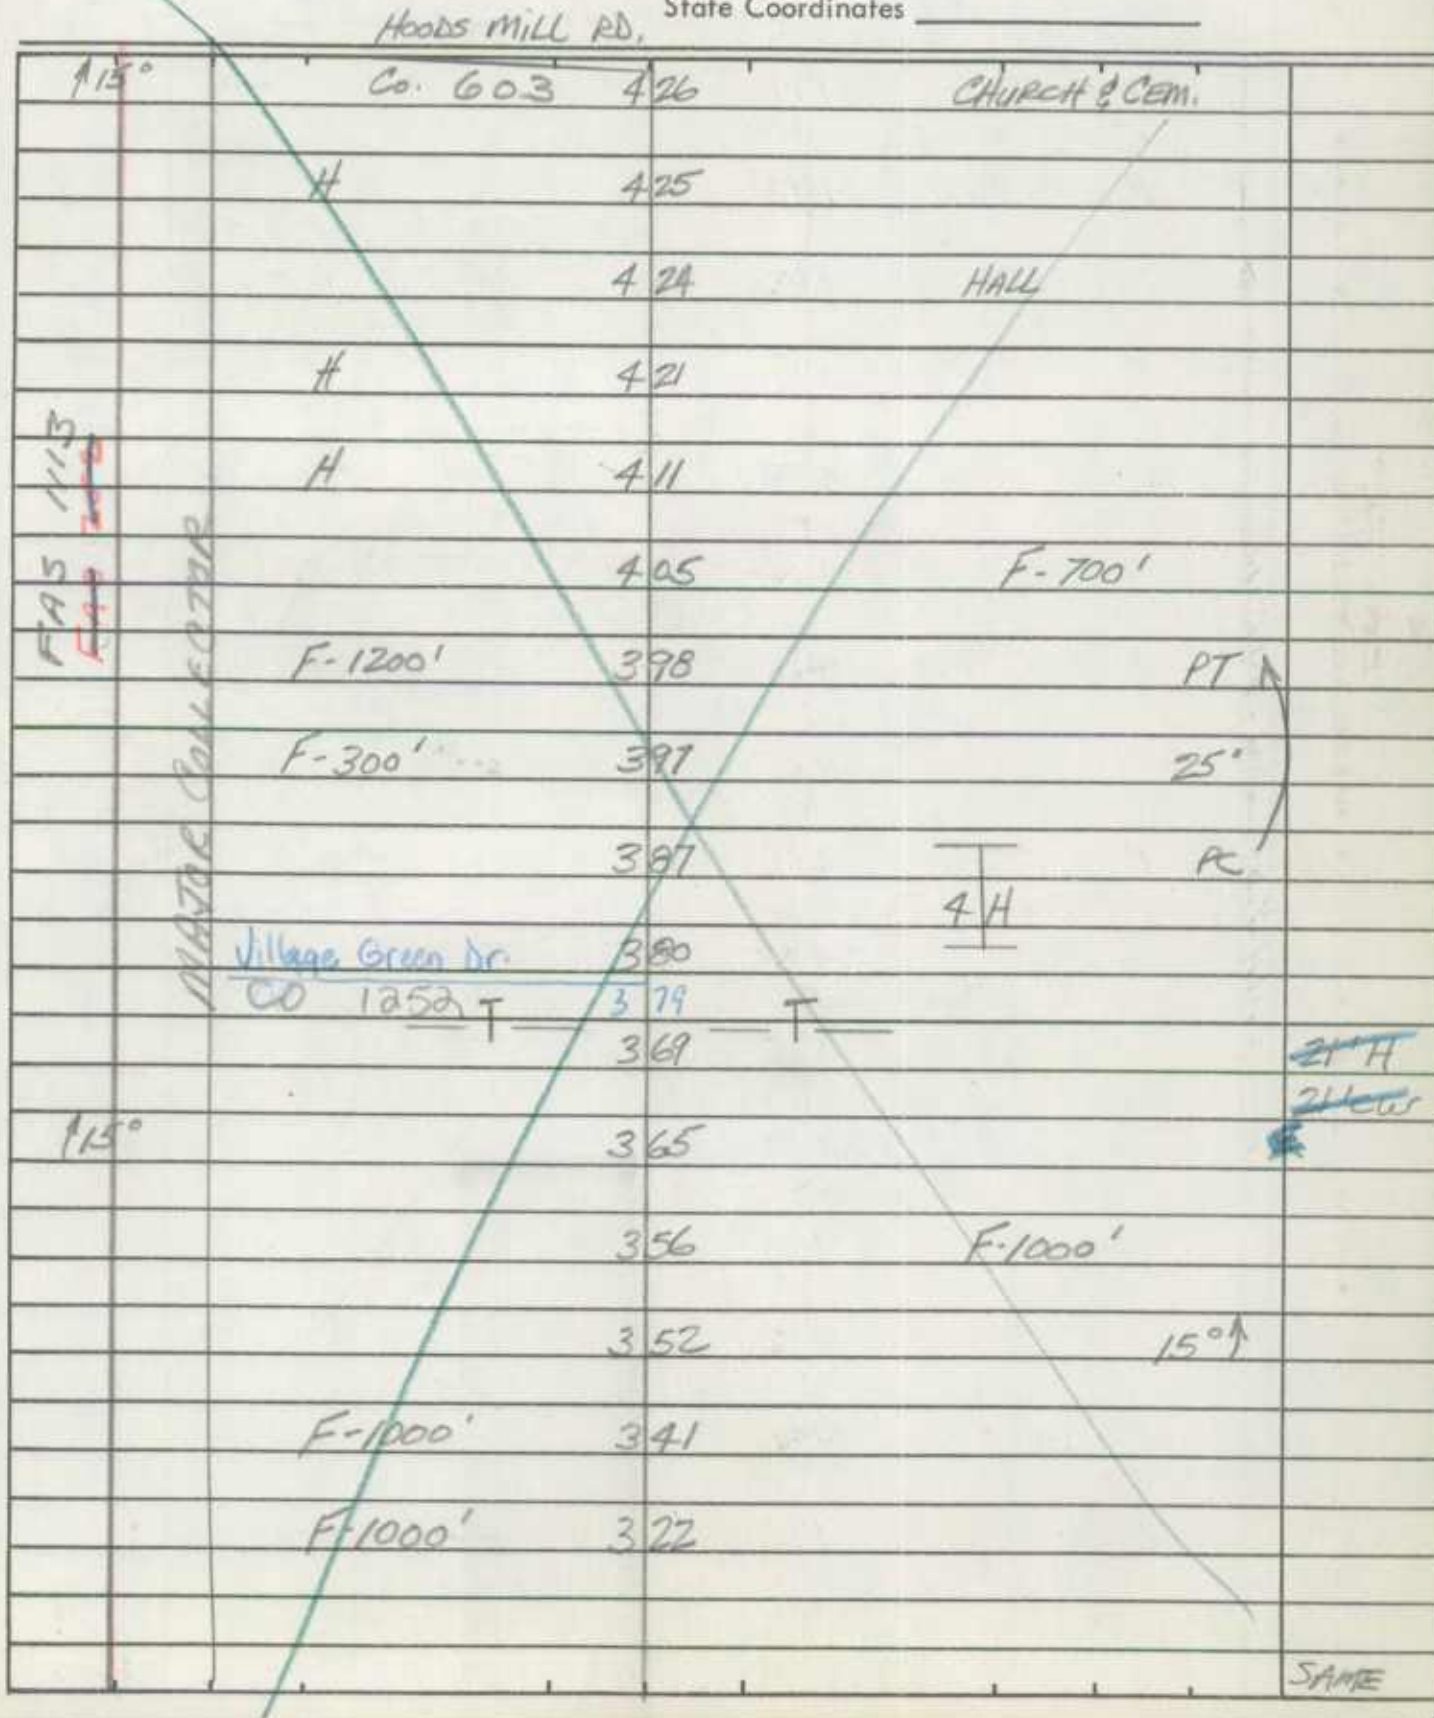 State Coordinates
HOODS MILL RD.
↑15° Co. 603 426 CHURCH & CEM.
H 425
424 HALL
H 421
H 411
FAS 1113
MAJOR COLLECTOR
405 F-700'
F-1200' 398 PT
F-300' 397 25°
387 PC
4 H
Village Green Dr. 380
CO 1252 379
T T
369
21' H
↑15° 365
356 F-1000'
352 15°↑
F-1000' 341
F-1000' 322
SAME